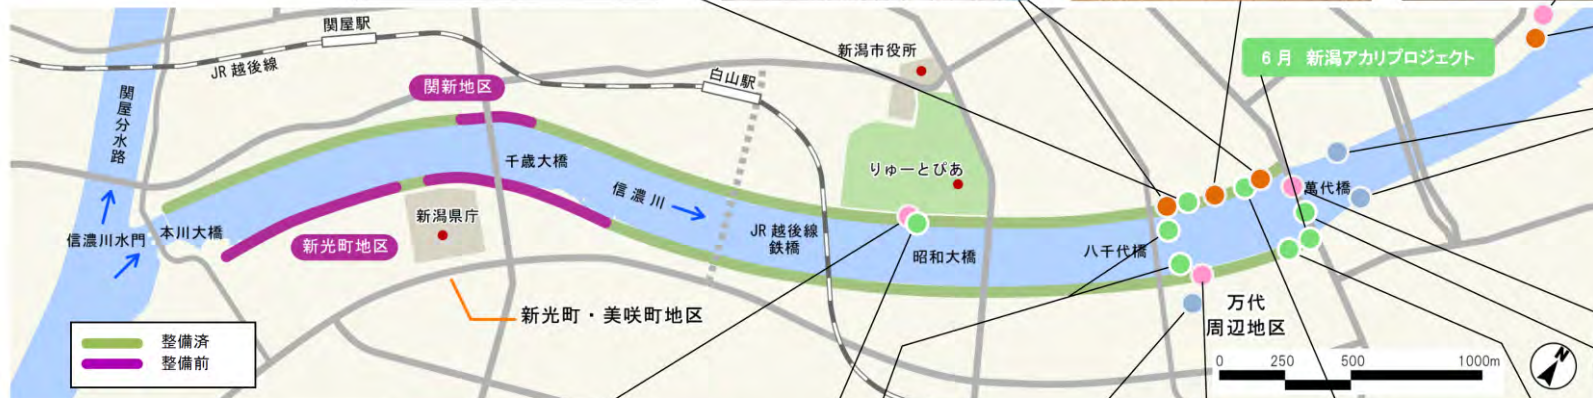 関屋駅
JR 越後線
関新地区
白山駅
新潟市役所
6 月 新潟アカリプロジェクト
関屋分水路
千歳大橋
りゅーとぴあ
信 濃 川
萬代橋
信濃川水門
本川大橋
新潟県庁
新光町地区
JR 越後線
鉄橋
昭和大橋
八千代橋
新光町・美咲町地区
万代
周辺地区
整備済
整備前
0 250 500 1000m
N